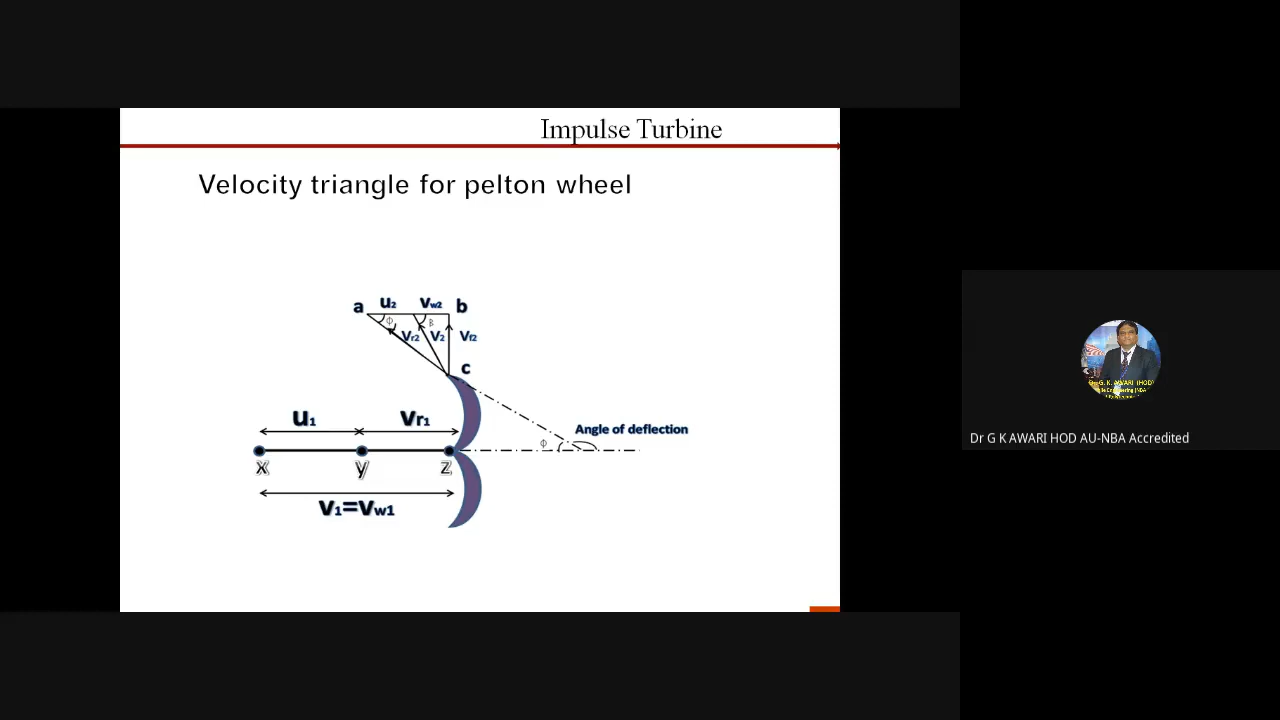 Impulse Turbine
Velocity triangle for pelton wheel
a u2 vw2 b
Φ β
Vr2 V2 Vf2
c
u1 vr1
Angle of deflection
Φ
x y z
v1=vw1
Dr G K AWARI HOD AU-NBA Accredited